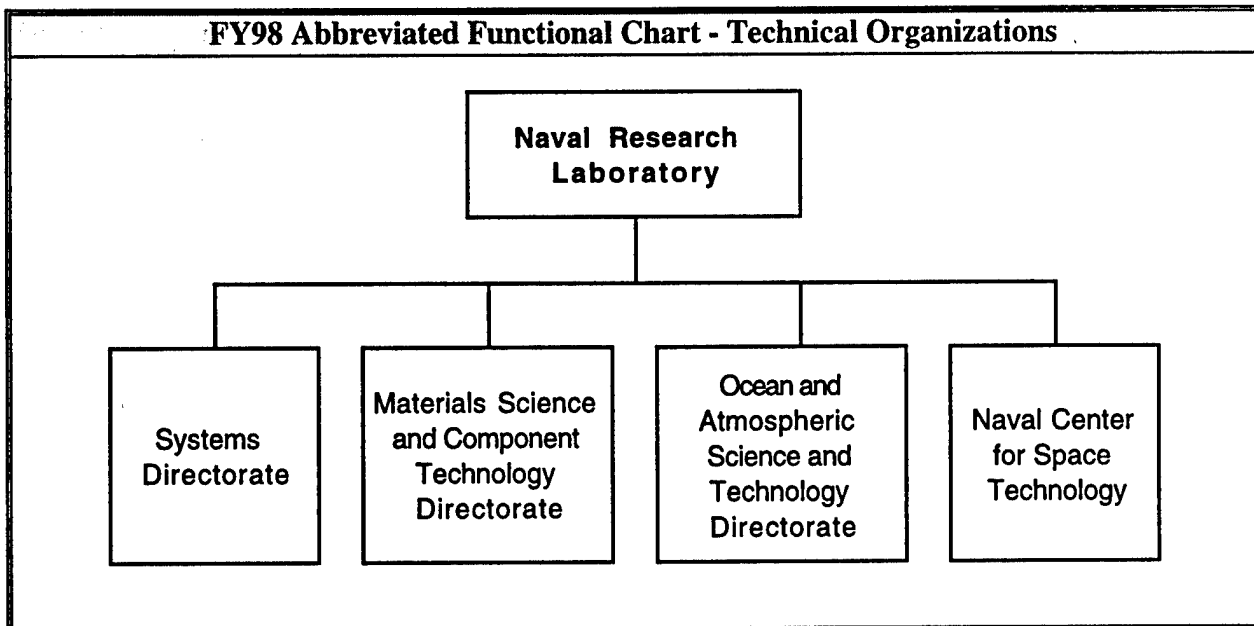 FY98 Abbreviated Functional Chart - Technical Organizations
Naval Research
Laboratory
Systems
Directorate
Materials Science
and Component
Technology
Directorate
Ocean and
Atmospheric
Science and
Technology
Directorate
Naval Center
for Space
Technology